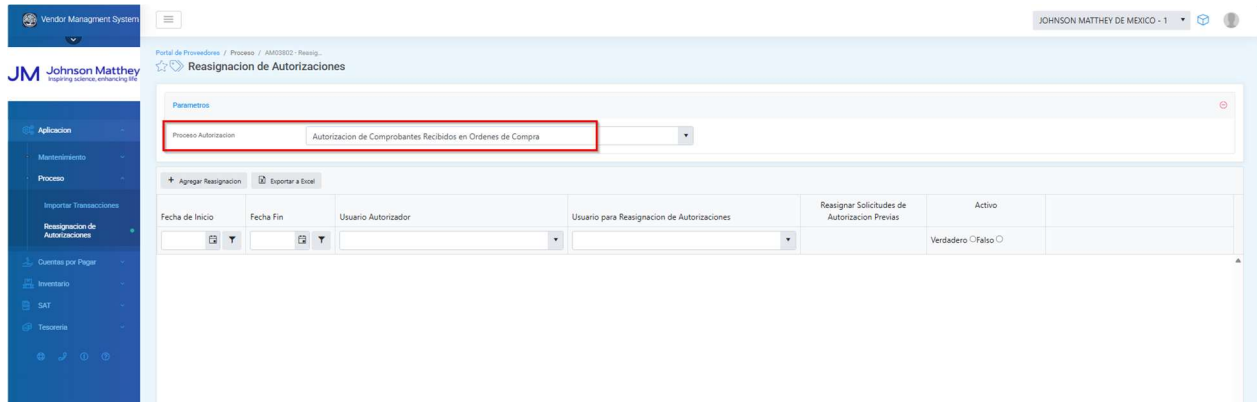 Vendor Managment System
JOHNSON MATTHEY DE MEXICO - 1
JM Johnson Matthey
Inspiring science, enhancing life
Portal de Proveedores / Proceso / AM03802 - Reasig...
Reasignacion de Autorizaciones
Parametros
Proceso Autorizacion
Autorizacion de Comprobantes Recibidos en Ordenes de Compra
Aplicacion
Mantenimiento
Proceso
Importar Transacciones
Reasignacion de
Autorizaciones
Cuentas por Pagar
Inventario
SAT
Tesoreria
+ Agregar Reasignacion
Exportar a Excel
Fecha de Inicio
Fecha Fin
Usuario Autorizador
Usuario para Reasignacion de Autorizaciones
Reasignar Solicitudes de
Autorizacion Previas
Activo
Verdadero Falso